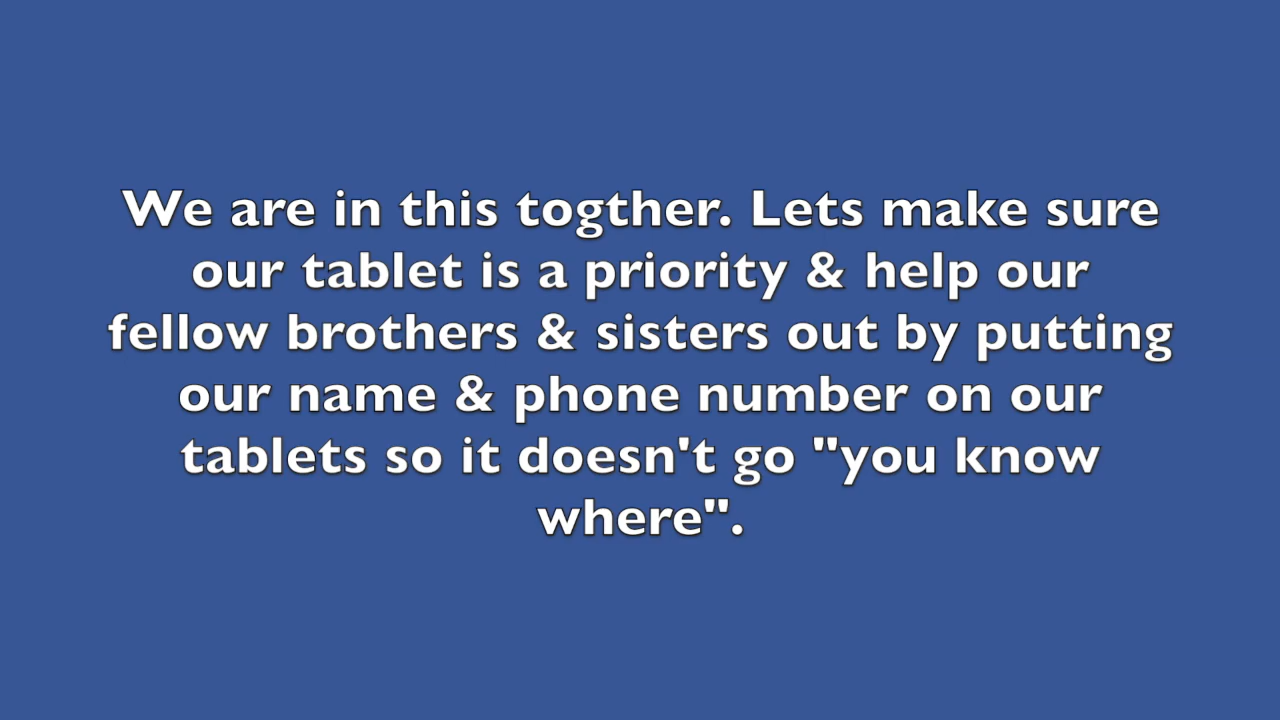 We are in this togther. Lets make sure
our tablet is a priority & help our
fellow brothers & sisters out by putting
our name & phone number on our
tablets so it doesn't go "you know
where".